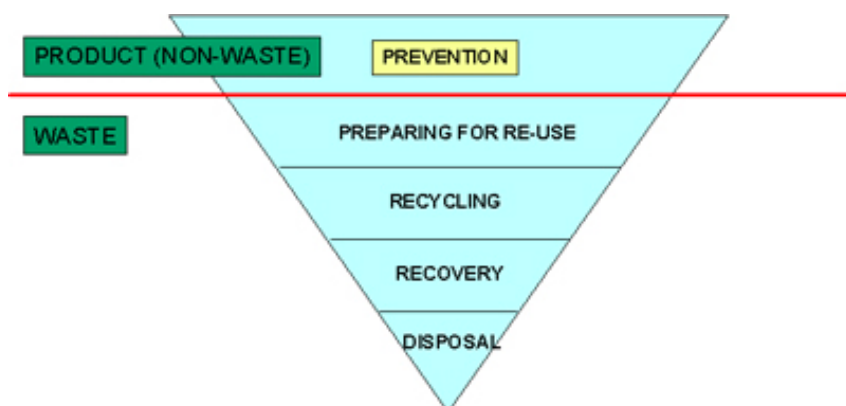 PRODUCT (NON-WASTE)
PREVENTION
WASTE
PREPARING FOR RE-USE
RECYCLING
RECOVERY
DISPOSAL